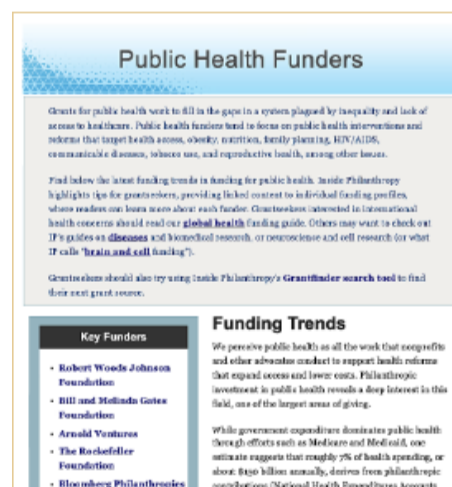 Public Health Funders
Grants for public health work to fill in the gaps in a system plagued by inequality and lack of
access to healthcare. Public health funders tend to focus on public health interventions and
reforms that target health access, obesity, nutrition, family planning, HIV/AIDS,
communicable diseases, tobacco use, and reproductive health, among other issues.
Find below the latest funding trends in funding for public health. Inside Philanthropy
highlights tips for grantseekers, providing linked content to individual funding profiles,
where readers can learn more about each funder. Grantseekers interested in international
health concerns should read our global health funding guide. Others may want to check out
IP's guides on diseases and biomedical research, or neuroscience and cell research (or what
IP calls "brain and cell funding").
Grantseekers should also try using Inside Philanthropy's Grantfinder search tool to find
their next grant source.
Key Funders
• Robert Woods Johnson
Foundation
• Bill and Melinda Gates
Foundation
• Arnold Ventures
• The Rockefeller
Foundation
• Bloomberg Philanthropies
Funding Trends
We perceive public health as all the work that nonprofits
and other advocates conduct to support health reforms
that expand access and lower costs. Philanthropic
investment in public health reveals a deep interest in this
field, one of the largest areas of giving.
While government expenditure dominates public health
through efforts such as Medicare and Medicaid, one
estimate suggests that roughly 7% of health spending, or
about $190 billion annually, derives from philanthropic
contributions (National Health Expenditures Accounts